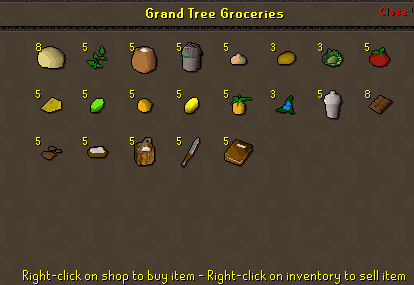 Grand Tree Groceries
Close
8 5 5 5 5 3 3 5
5 5 5 5 5 3 5 8
5 5 5 5 5
Right-click on shop to buy item - Right-click on inventory to sell item